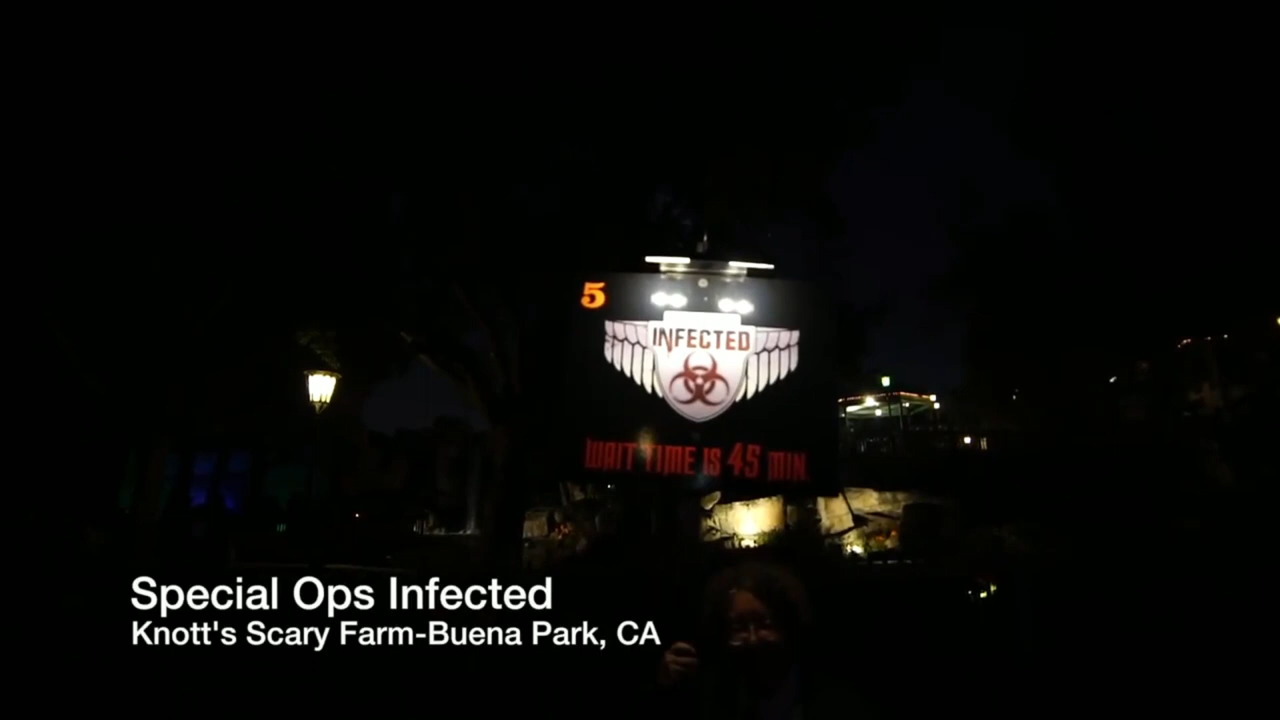 5
INFECTED
WAIT TIME IS 45 MIN.
Special Ops Infected
Knott's Scary Farm-Buena Park, CA